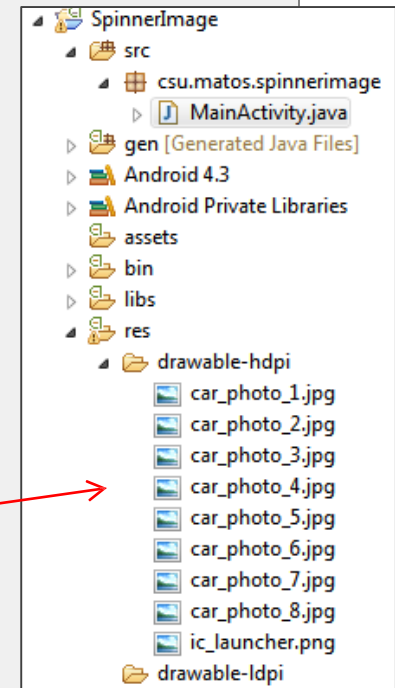 SpinnerImage
src
csu.matos.spinnerimage
MainActivity.java
gen [Generated Java Files]
Android 4.3
Android Private Libraries
assets
bin
libs
res
drawable-hdpi
car_photo_1.jpg
car_photo_2.jpg
car_photo_3.jpg
car_photo_4.jpg
car_photo_5.jpg
car_photo_6.jpg
car_photo_7.jpg
car_photo_8.jpg
ic_launcher.png
drawable-ldpi